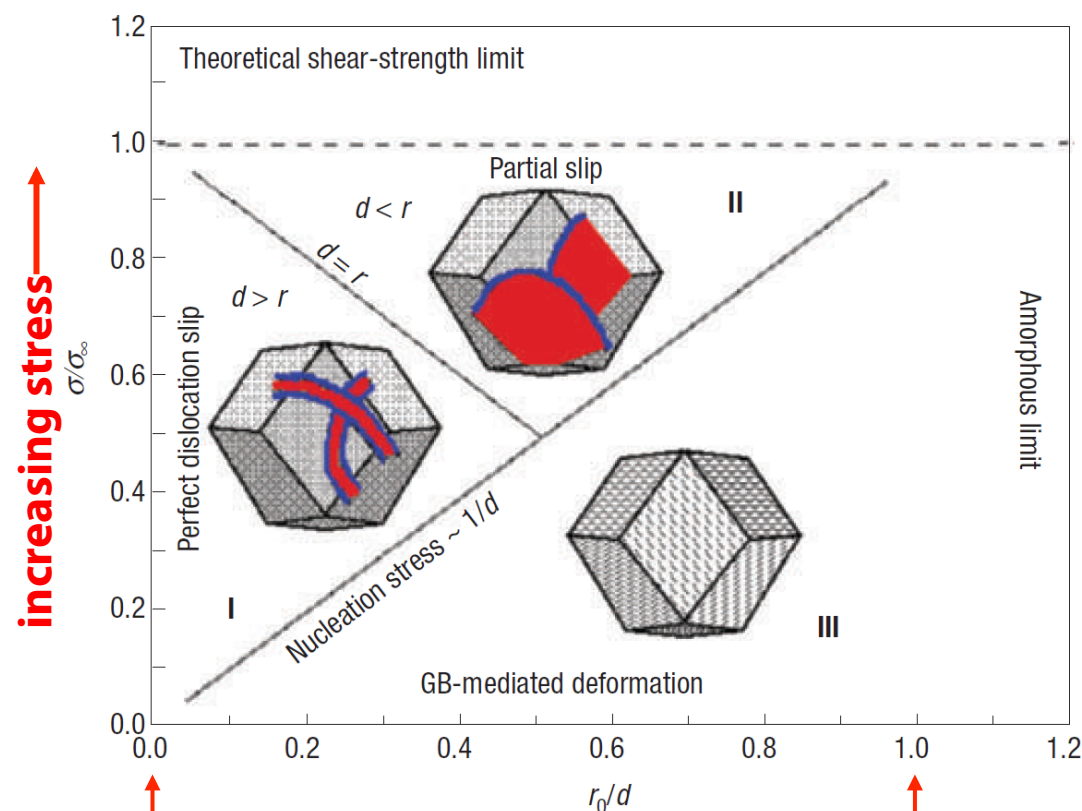 1.2
Theoretical shear-strength limit
1.0
Partial slip
d < r
II
d = r
0.8
d > r
Perfect dislocation slip
Amorphous limit
increasing stress
σ/σ∞
0.6
0.4
Nucleation stress ~ 1/d
0.2
I
III
GB-mediated deformation
0.0
0.0 0.2 0.4 0.6 0.8 1.0 1.2
r0/d